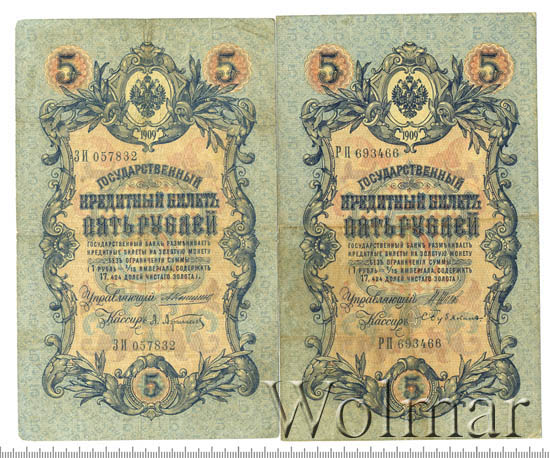 5 5
1909
ЗИ 057832
ГОСУДАРСТВЕННЫЙ
КРЕДИТНЫЙ БИЛЕТЪ
ПЯТЬ РУБЛЕЙ
ГОСУДАРСТВЕННЫЙ БАНКЪ РАЗМѢНИВАЕТЪ
КРЕДИТНЫЕ БИЛЕТЫ НА ЗОЛОТУЮ МОНЕТУ
БЕЗЪ ОГРАНИЧЕНІЯ СУММЫ
(1 РУБЛЬ = 1/15 ИМПЕРІАЛА, СОДЕРЖИТЪ
17,424 ДОЛЕЙ ЧИСТАГО ЗОЛОТА)
Управляющій
Кассиръ
ЗИ 057832
5
5 5
1909
РП 693466
ГОСУДАРСТВЕННЫЙ
КРЕДИТНЫЙ БИЛЕТЪ
ПЯТЬ РУБЛЕЙ
ГОСУДАРСТВЕННЫЙ БАНКЪ РАЗМѢНИВАЕТЪ
КРЕДИТНЫЕ БИЛЕТЫ НА ЗОЛОТУЮ МОНЕТУ
БЕЗЪ ОГРАНИЧЕНІЯ СУММЫ
(1 РУБЛЬ = 1/15 ИМПЕРІАЛА, СОДЕРЖИТЪ
17,424 ДОЛЕЙ ЧИСТАГО ЗОЛОТА)
Управляющій
Кассиръ
РП 693466
5
Wolmar